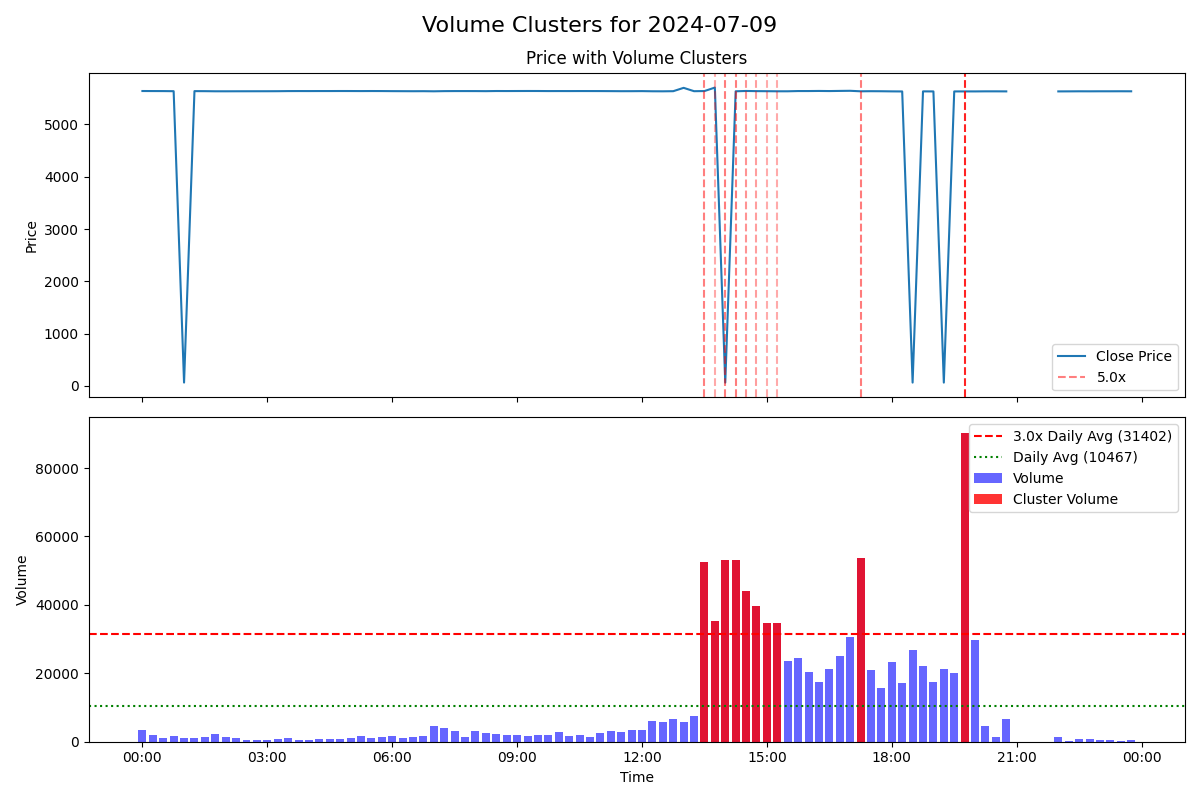 Volume Clusters for 2024-07-09
Price with Volume Clusters
Price
5000
4000
3000
2000
1000
0
Close Price
5.0x
Volume
80000
60000
40000
20000
0
3.0x Daily Avg (31402)
Daily Avg (10467)
Volume
Cluster Volume
00:00
03:00
06:00
09:00
12:00
15:00
18:00
21:00
00:00
Time